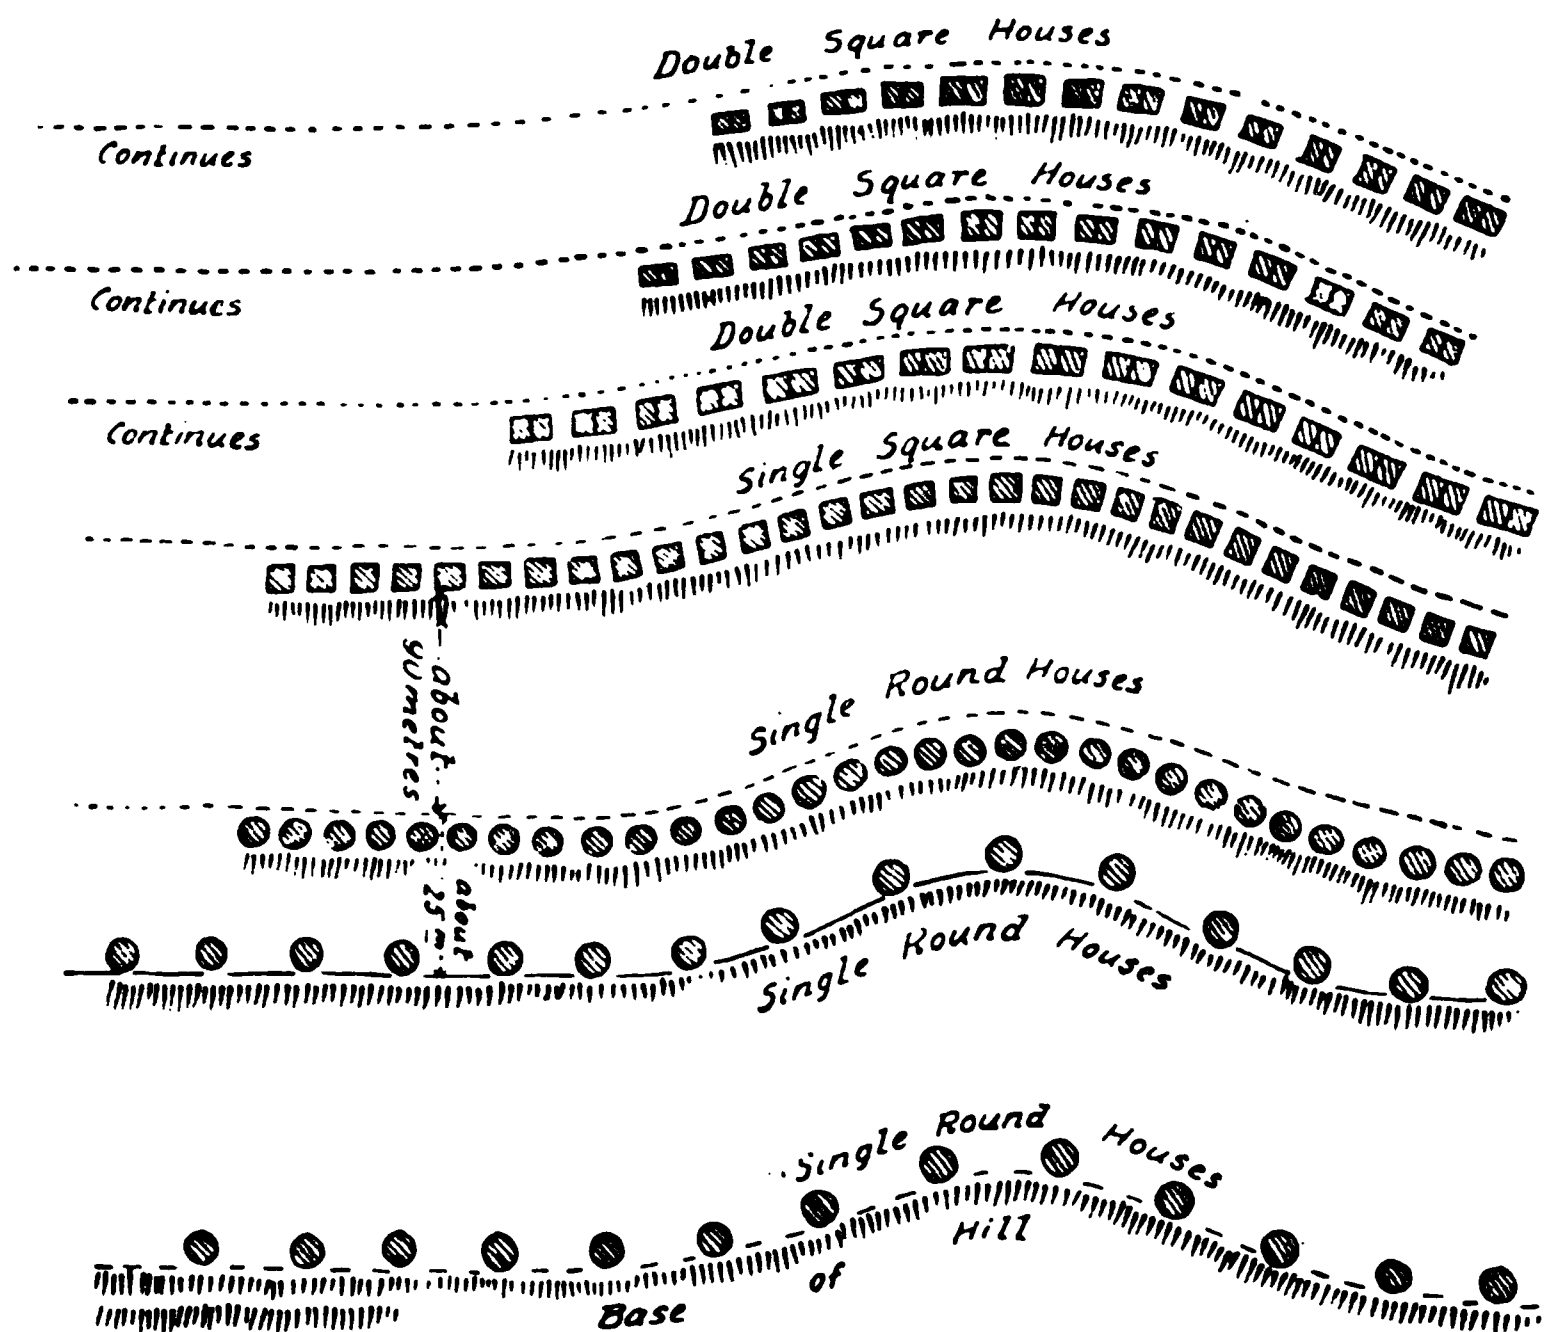 Double Square Houses
Continues
Double Square Houses
Continues
Double Square Houses
Continues
Single Square Houses
about
90 metres
Single Round Houses
about
25 m
Single Round Houses
Single Round Houses
Base of Hill